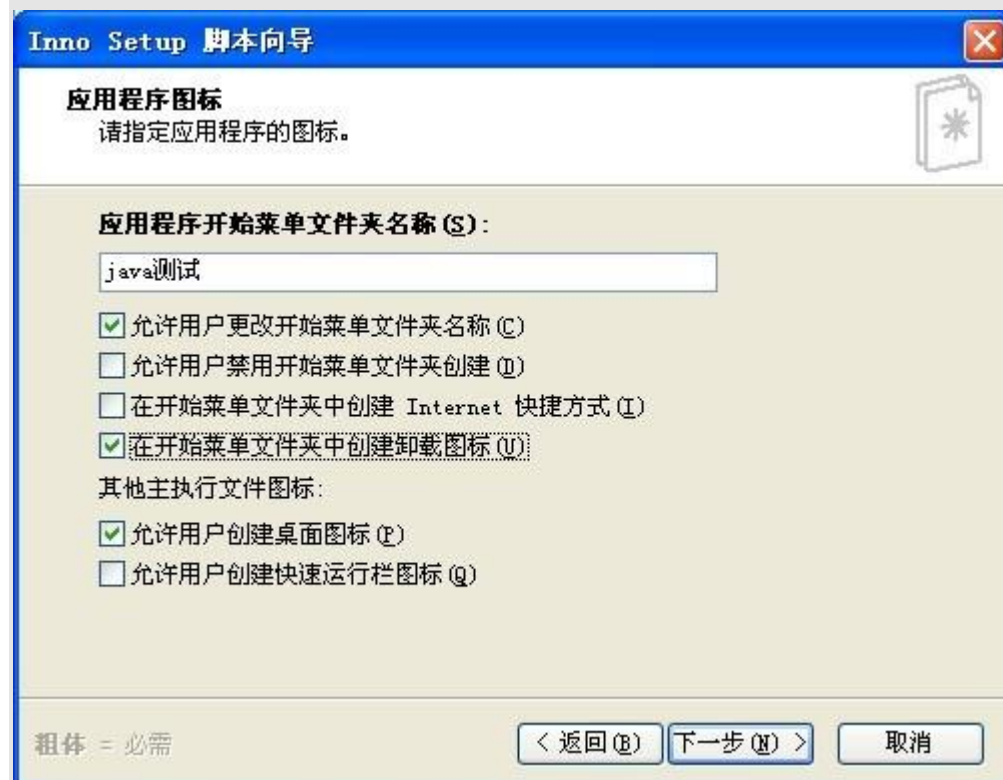 Inno Setup 脚本向导
应用程序图标
请指定应用程序的图标。
应用程序开始菜单文件夹名称(S):
java测试
允许用户更改开始菜单文件夹名称(C)
允许用户禁用开始菜单文件夹创建(D)
在开始菜单文件夹中创建 Internet 快捷方式(I)
在开始菜单文件夹中创建卸载图标(U)
其他主执行文件图标:
允许用户创建桌面图标(P)
允许用户创建快速运行栏图标(Q)
粗体 = 必需
< 返回(B) 下一步(N) > 取消